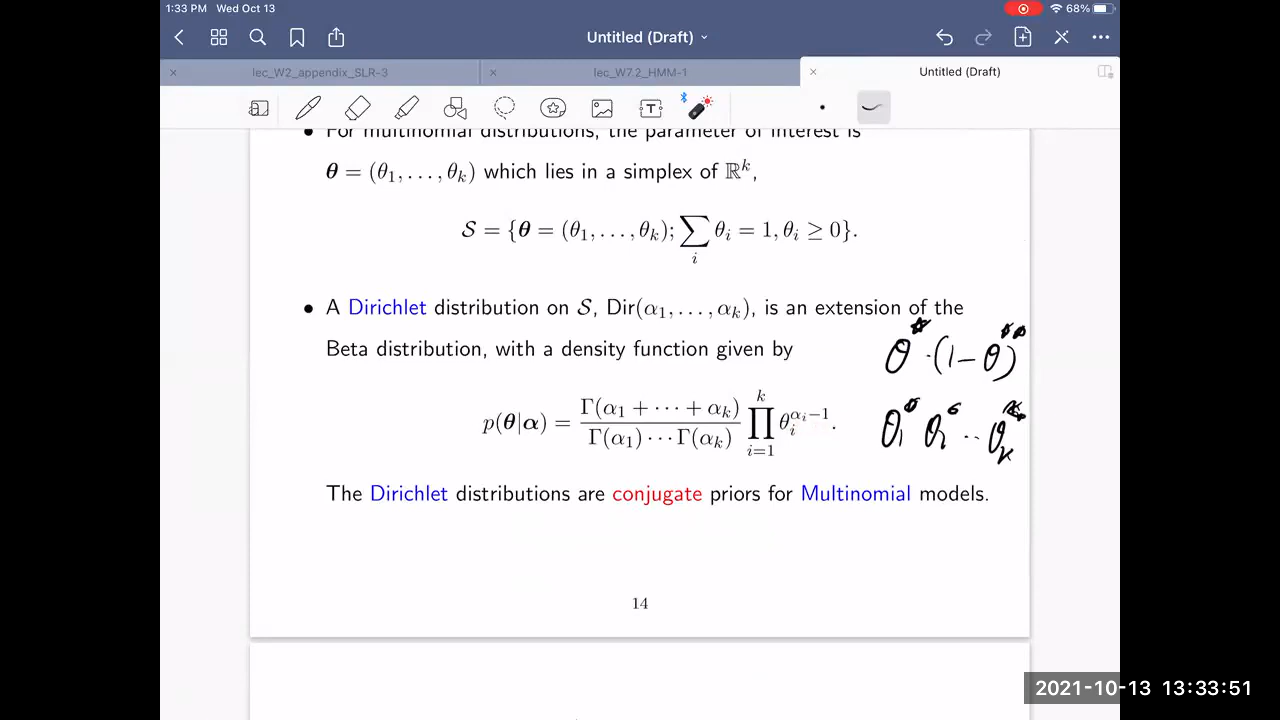 1:33 PM Wed Oct 13
68%
Untitled (Draft)
lec_W2_appendix_SLR-3
lec_W7.2_HMM-1
Untitled (Draft)
• For multinomial distributions, the parameter of interest is
θ = (θ₁, . . . , θₖ) which lies in a simplex of ℝᵏ,
𝒮 = {θ = (θ₁, . . . , θₖ); ∑ᵢ θᵢ = 1, θᵢ ≥ 0}.
• A Dirichlet distribution on 𝒮, Dir(α₁, . . . , αₖ), is an extension of the
Beta distribution, with a density function given by
θ · (1 − θ)
p(θ|α) = Γ(α₁ + ··· + αₖ) / Γ(α₁) ··· Γ(αₖ) ∏_{i=1}^{k} θᵢ^{αᵢ−1}.
θ₁ θ₂ ·· θₖ
The Dirichlet distributions are conjugate priors for Multinomial models.
14
2021-10-13 13:33:51